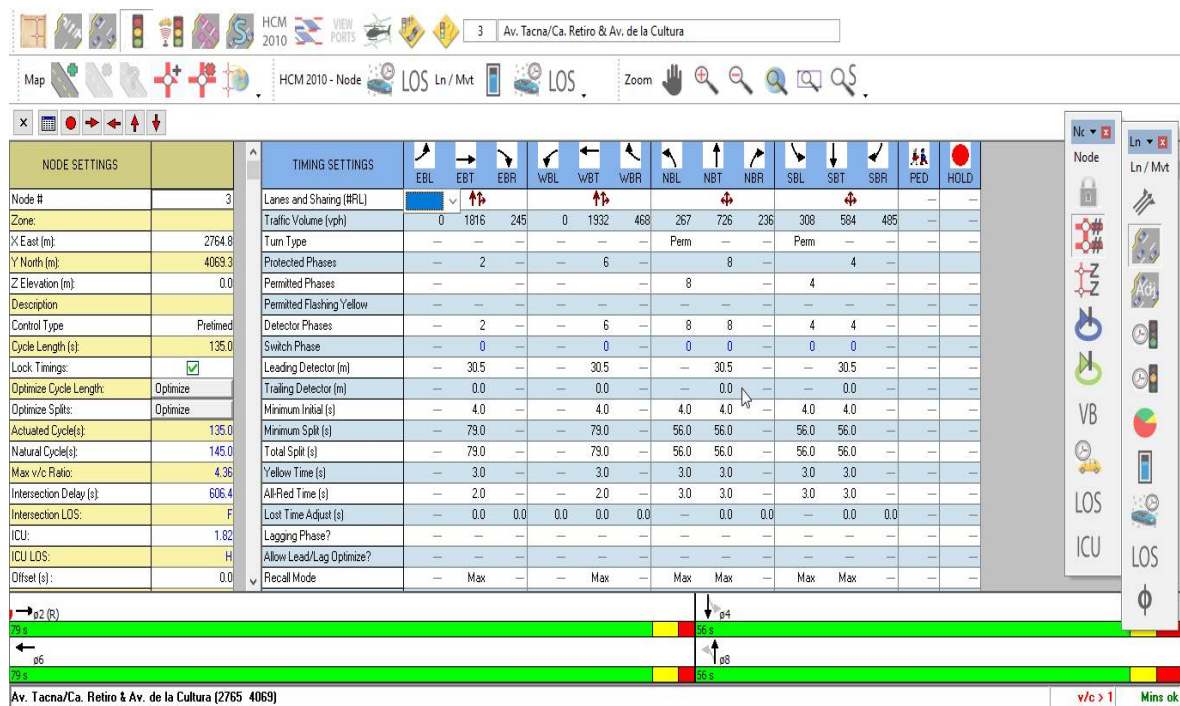 HCM 2010 VIEW PORTS 3 Av. Tacna/Ca. Retiro & Av. de la Cultura
Map HCM 2010 - Node LOS Ln / Mvt LOS Zoom
NODE SETTINGS
Node # 3
Zone:
X East (m): 2764.8
Y North (m): 4069.3
Z Elevation (m): 0.0
Description
Control Type Pretimed
Cycle Length (s): 135.0
Lock Timings:
Optimize Cycle Length: Optimize
Optimize Splits: Optimize
Actuated Cycle(s): 135.0
Natural Cycle(s): 145.0
Max v/c Ratio: 4.36
Intersection Delay (s): 606.4
Intersection LOS: F
ICU: 1.82
ICU LOS: H
Offset (s) : 0.0
TIMING SETTINGS EBL EBT EBR WBL WBT WBR NBL NBT NBR SBL SBT SBR PED HOLD
Lanes and Sharing (#RL) — —
Traffic Volume (vph) 0 1816 245 0 1932 468 267 726 236 308 584 485 — —
Turn Type — — — — — — Perm — — Perm — — — —
Protected Phases 2 — 6 — 8 — 4 — — —
Permitted Phases — — 8 — 4 — — —
Permitted Flashing Yellow — — — — — — — — — — — — — —
Detector Phases — 2 — — 6 — 8 8 — 4 4 — — —
Switch Phase — 0 — — 0 — 0 0 — 0 0 — — —
Leading Detector (m) — 30.5 — — 30.5 — — 30.5 — — 30.5 — — —
Trailing Detector (m) — 0.0 — — 0.0 — — 0.0 — — 0.0 — — —
Minimum Initial (s) — 4.0 — — 4.0 — 4.0 4.0 — 4.0 4.0 — — —
Minimum Split (s) — 79.0 — — 79.0 — 56.0 56.0 — 56.0 56.0 — — —
Total Split (s) — 79.0 — — 79.0 — 56.0 56.0 — 56.0 56.0 — — —
Yellow Time (s) — 3.0 — — 3.0 — 3.0 3.0 — 3.0 3.0 — — —
All-Red Time (s) — 2.0 — — 2.0 — 3.0 3.0 — 3.0 3.0 — — —
Lost Time Adjust (s) — 0.0 0.0 0.0 0.0 0.0 — 0.0 0.0 — 0.0 0.0 — —
Lagging Phase? — — — — — — — — — — — — — —
Allow Lead/Lag Optimize? — — — — — — — — — — — — — —
Recall Mode — Max — — Max — Max Max — Max Max — — —
Node
# #
Z Z
VB
LOS
ICU
Ln
Ln / Mvt
Adj
LOS
ϕ
ø2 (R) ø4
79 s 56 s
ø6 ø8
79 s 56 s
Av. Tacna/Ca. Retiro & Av. de la Cultura (2765 4069) v/c > 1 Mins ok